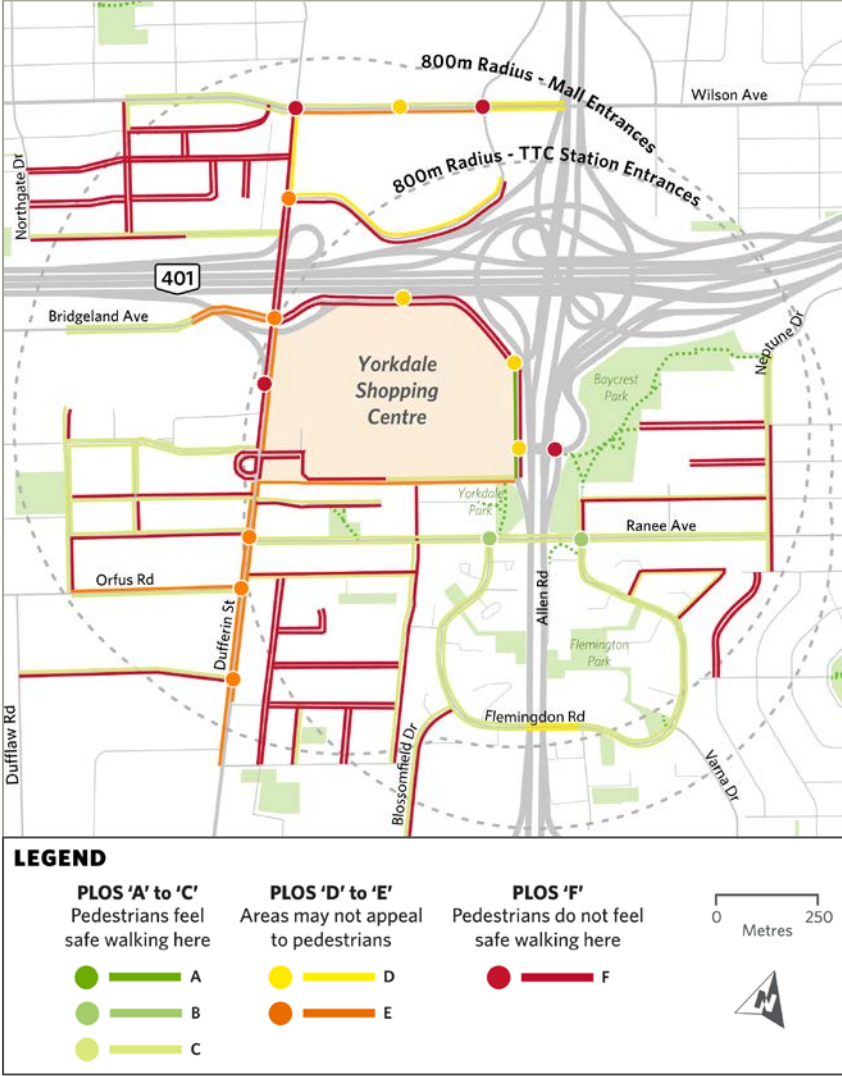 800m Radius - Mall Entrances
Wilson Ave
800m Radius - TTC Station Entrances
Northgate Dr
401
Bridgeland Ave
Neptune Dr
Yorkdale
Shopping
Centre
Baycrest
Park
Yorkdale
Park
Ranee Ave
Orfus Rd
Allen Rd
Dufferin St
Flemington
Park
Dufflaw Rd
Flemingdon Rd
Blossomfield Dr
Varna Dr
LEGEND
PLOS 'A' to 'C'
Pedestrians feel
safe walking here
A
B
C
PLOS 'D' to 'E'
Areas may not appeal
to pedestrians
D
E
PLOS 'F'
Pedestrians do not feel
safe walking here
F
0 250
Metres
N